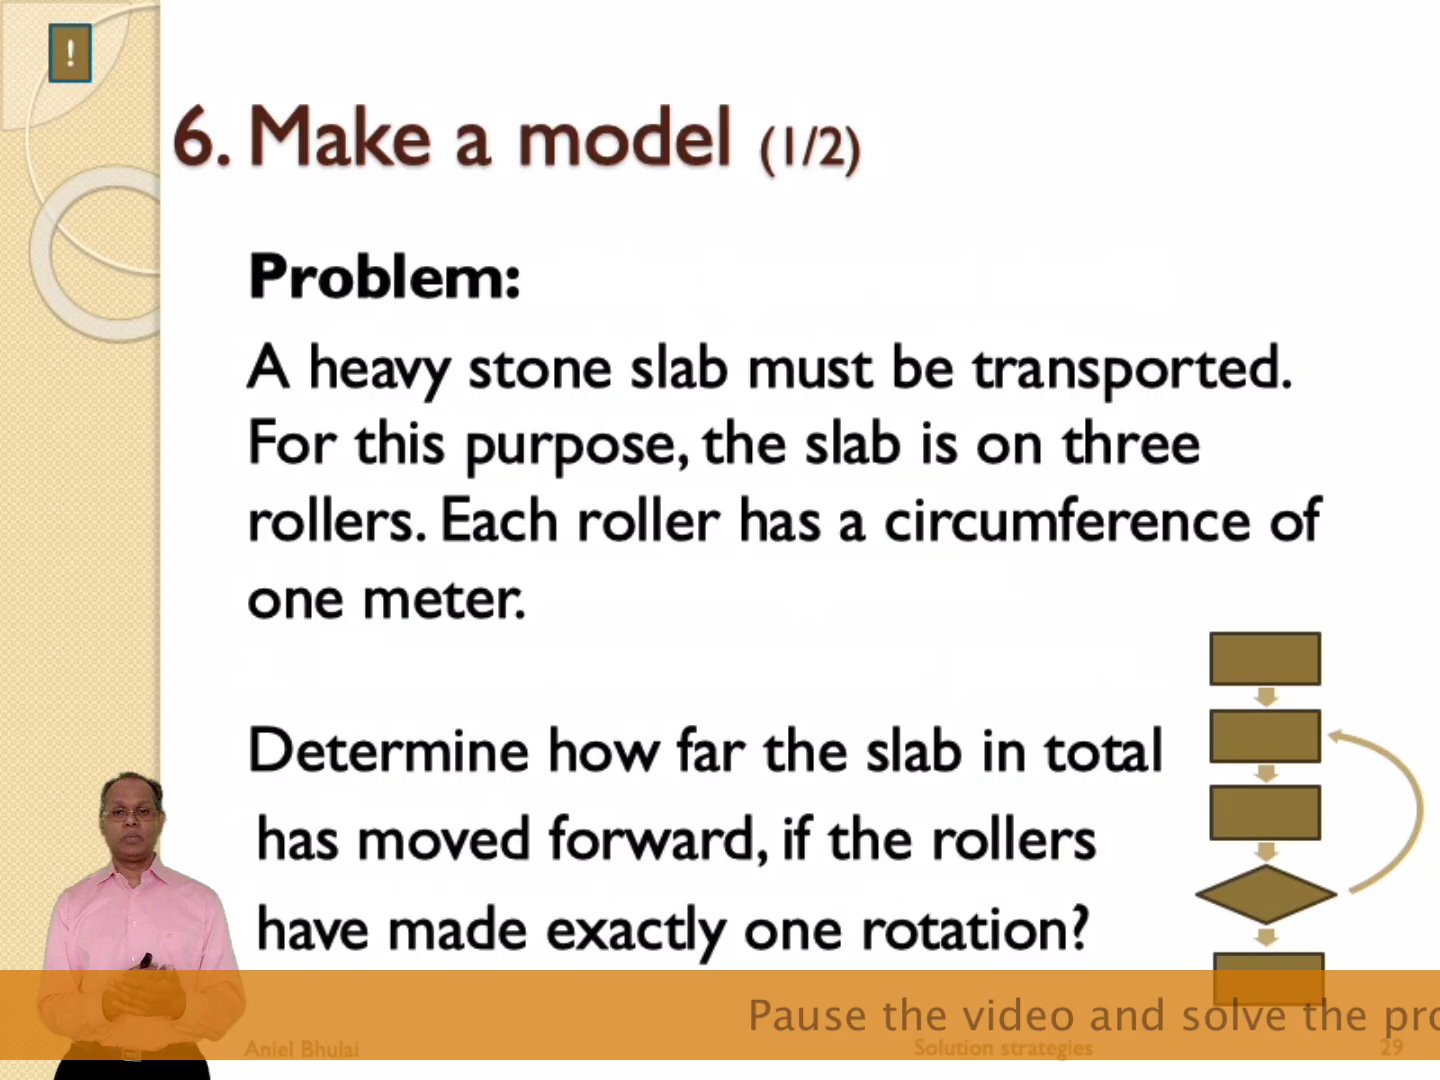 !
6. Make a model (1/2)
Problem:
A heavy stone slab must be transported.
For this purpose, the slab is on three
rollers. Each roller has a circumference of
one meter.
Determine how far the slab in total
has moved forward, if the rollers
have made exactly one rotation?
Pause the video and solve the pro
Aniel Bhulai
Solution strategies
29